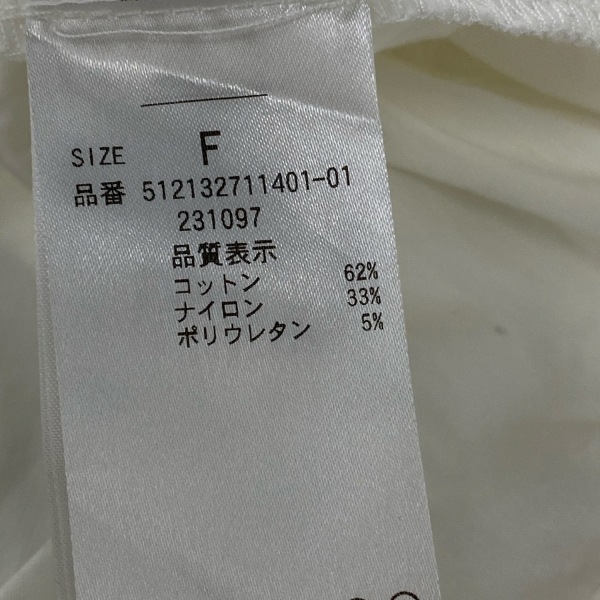 SIZE F
品番 512132711401-01
231097
品質表示
コットン 62%
ナイロン 33%
ポリウレタン 5%